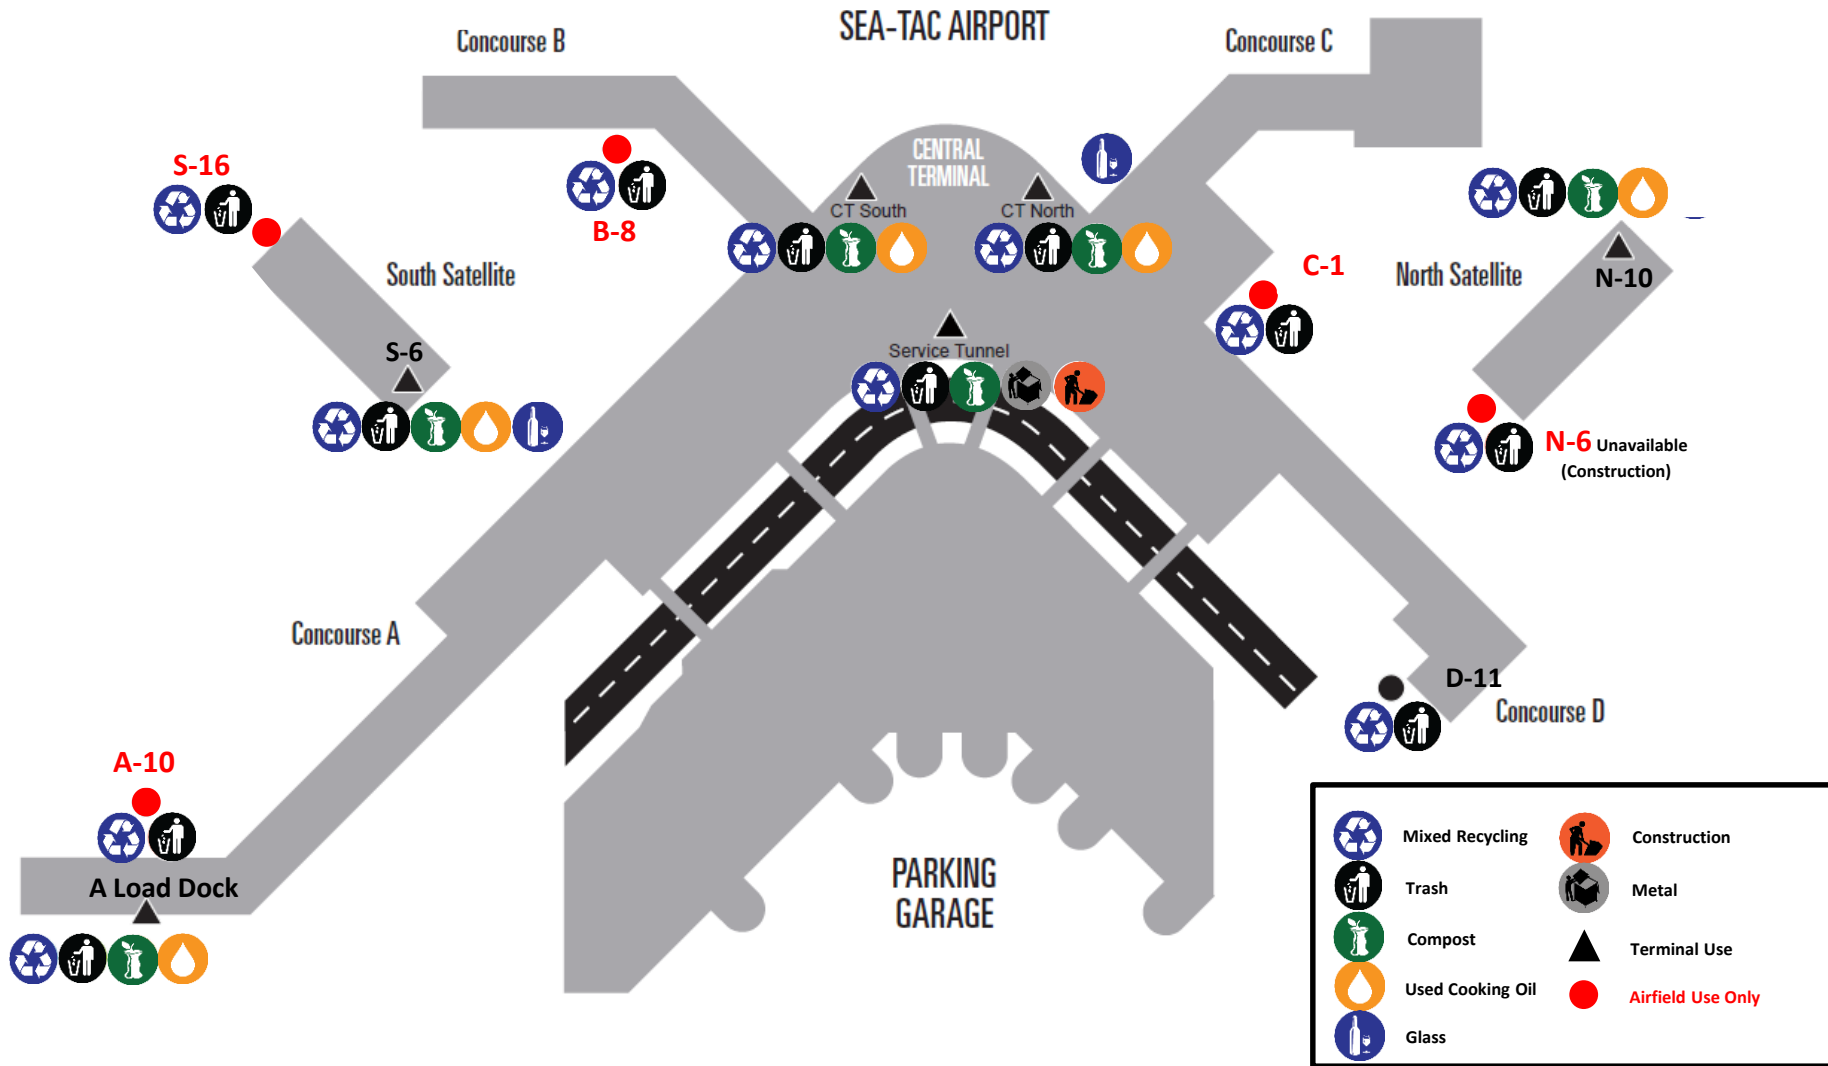 SEA-TAC AIRPORT
Concourse B
Concourse C
CENTRAL
TERMINAL
S-16
B-8
CT South
CT North
South Satellite
C-1
North Satellite
N-10
S-6
Service Tunnel
N-6 Unavailable
(Construction)
Concourse A
D-11
Concourse D
A-10
A Load Dock
PARKING
GARAGE
Mixed Recycling
Trash
Compost
Used Cooking Oil
Glass
Construction
Metal
Terminal Use
Airfield Use Only